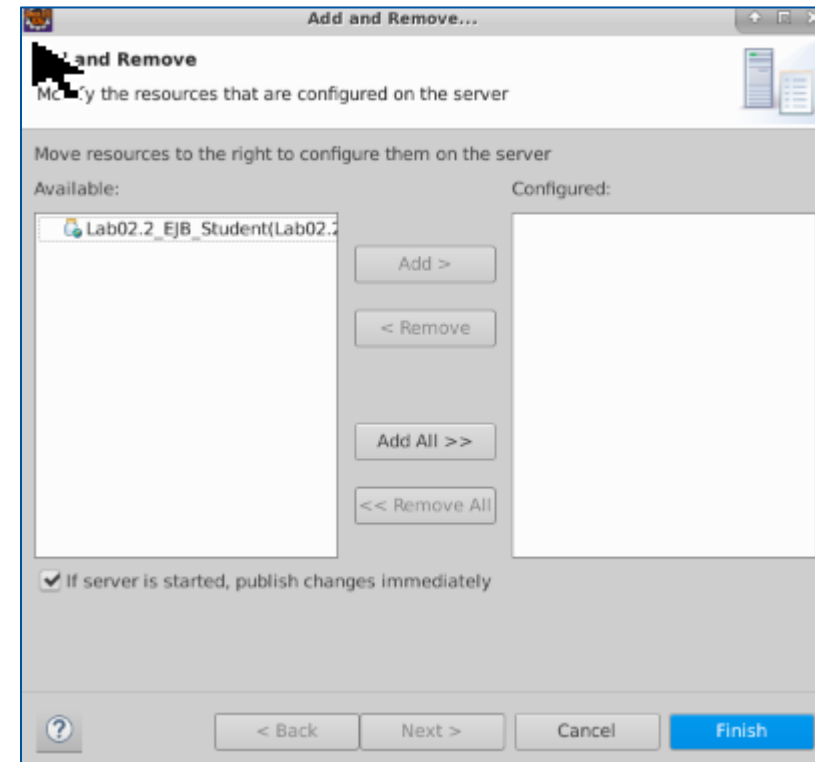 Add and Remove...
and Remove
the resources that are configured on the server
Move resources to the right to configure them on the server
Available:
Configured:
Lab02.2_EJB_Student(Lab02.2
Add >
< Remove
Add All >>
<< Remove All
If server is started, publish changes immediately
?
< Back
Next >
Cancel
Finish